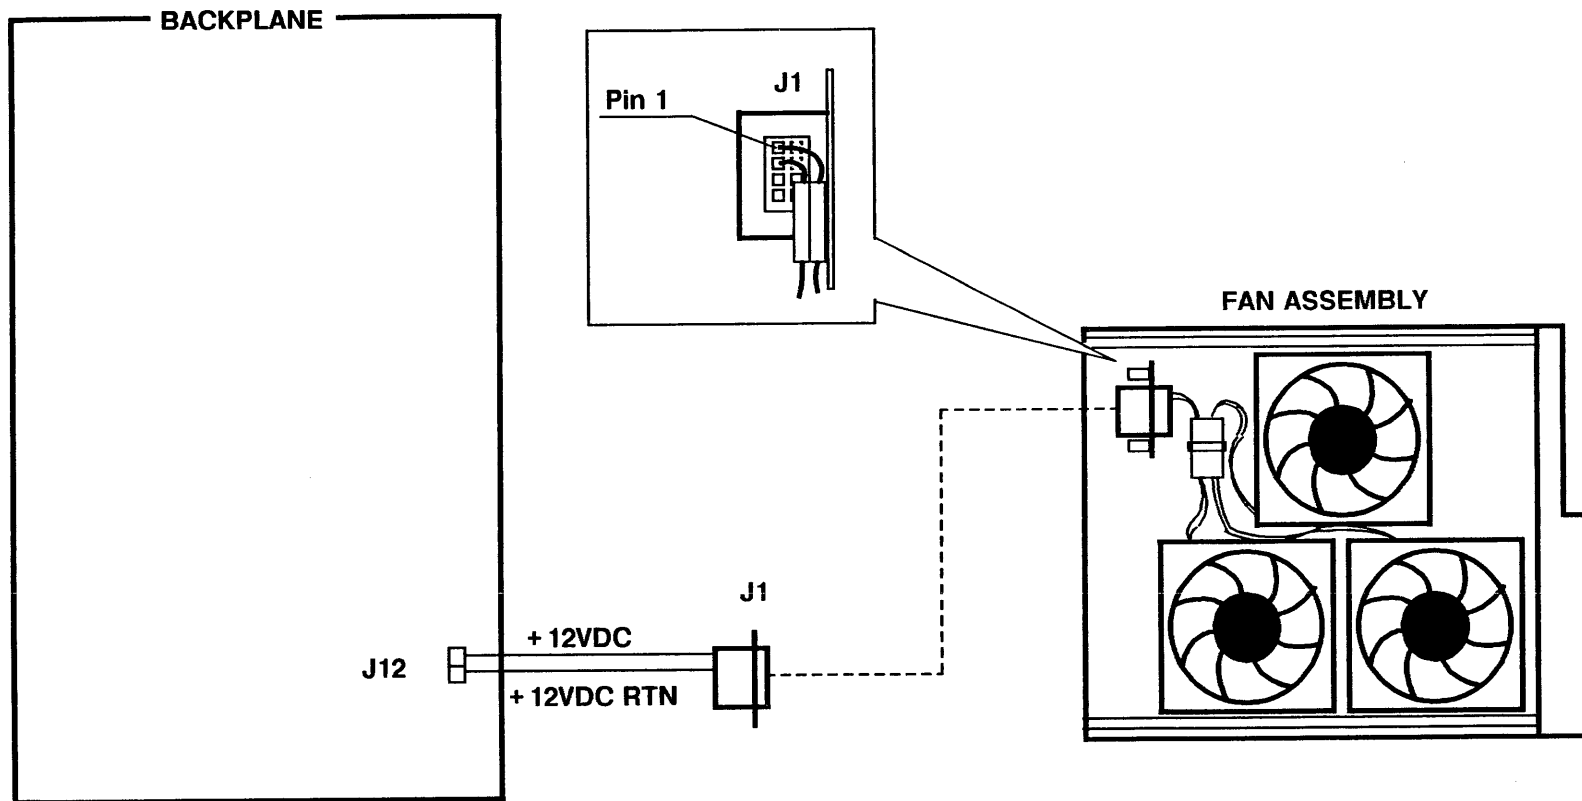 BACKPLANE
J1
Pin 1
FAN ASSEMBLY
J1
+ 12VDC
J12
+ 12VDC RTN